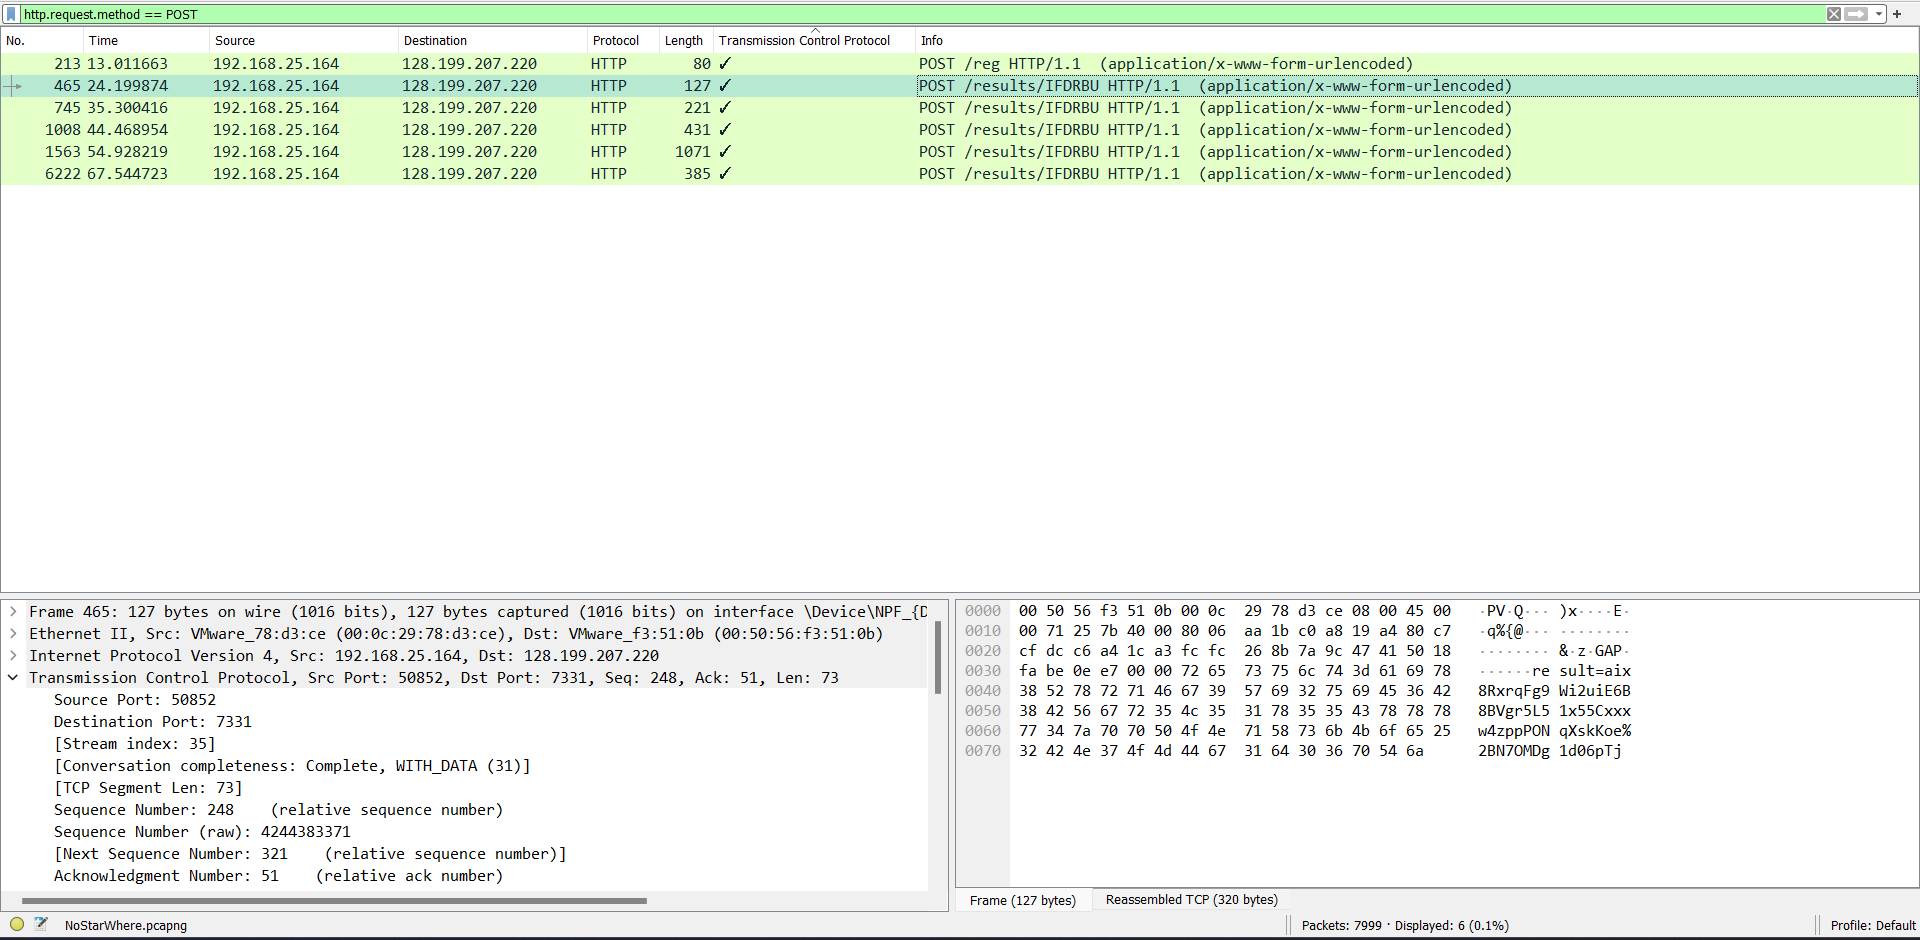 http.request.method == POST
No. Time Source Destination Protocol Length Transmission Control Protocol Info
213 13.011663 192.168.25.164 128.199.207.220 HTTP 80 ✓ POST /reg HTTP/1.1 (application/x-www-form-urlencoded)
465 24.199874 192.168.25.164 128.199.207.220 HTTP 127 ✓ POST /results/IFDRBU HTTP/1.1 (application/x-www-form-urlencoded)
745 35.300416 192.168.25.164 128.199.207.220 HTTP 221 ✓ POST /results/IFDRBU HTTP/1.1 (application/x-www-form-urlencoded)
1008 44.468954 192.168.25.164 128.199.207.220 HTTP 431 ✓ POST /results/IFDRBU HTTP/1.1 (application/x-www-form-urlencoded)
1563 54.928219 192.168.25.164 128.199.207.220 HTTP 1071 ✓ POST /results/IFDRBU HTTP/1.1 (application/x-www-form-urlencoded)
6222 67.544723 192.168.25.164 128.199.207.220 HTTP 385 ✓ POST /results/IFDRBU HTTP/1.1 (application/x-www-form-urlencoded)
Frame 465: 127 bytes on wire (1016 bits), 127 bytes captured (1016 bits) on interface \Device\NPF_{D
Ethernet II, Src: VMware_78:d3:ce (00:0c:29:78:d3:ce), Dst: VMware_f3:51:0b (00:50:56:f3:51:0b)
Internet Protocol Version 4, Src: 192.168.25.164, Dst: 128.199.207.220
Transmission Control Protocol, Src Port: 50852, Dst Port: 7331, Seq: 248, Ack: 51, Len: 73
Source Port: 50852
Destination Port: 7331
[Stream index: 35]
[Conversation completeness: Complete, WITH_DATA (31)]
[TCP Segment Len: 73]
Sequence Number: 248 (relative sequence number)
Sequence Number (raw): 4244383371
[Next Sequence Number: 321 (relative sequence number)]
Acknowledgment Number: 51 (relative ack number)
0000 00 50 56 f3 51 0b 00 0c 29 78 d3 ce 08 00 45 00 ·PV·Q··· )x····E·
0010 00 71 25 7b 40 00 80 06 aa 1b c0 a8 19 a4 80 c7 ·q%{@··· ········
0020 cf dc c6 a4 1c a3 fc fc 26 8b 7a 9c 47 41 50 18 ········ &·z·GAP·
0030 fa be 0e e7 00 00 72 65 73 75 6c 74 3d 61 69 78 ······re sult=aix
0040 38 52 78 72 71 46 67 39 57 69 32 75 69 45 36 42 8RxrqFg9 Wi2uiE6B
0050 38 42 56 67 72 35 4c 35 31 78 35 35 43 78 78 78 8BVgr5L5 1x55Cxxx
0060 77 34 7a 70 70 50 4f 4e 71 58 73 6b 4b 6f 65 25 w4zppPON qXskKoe%
0070 32 42 4e 37 4f 4d 44 67 31 64 30 36 70 54 6a 2BN7OMDg 1d06pTj
Frame (127 bytes) Reassembled TCP (320 bytes)
NoStarWhere.pcapng Packets: 7999 · Displayed: 6 (0.1%) Profile: Default